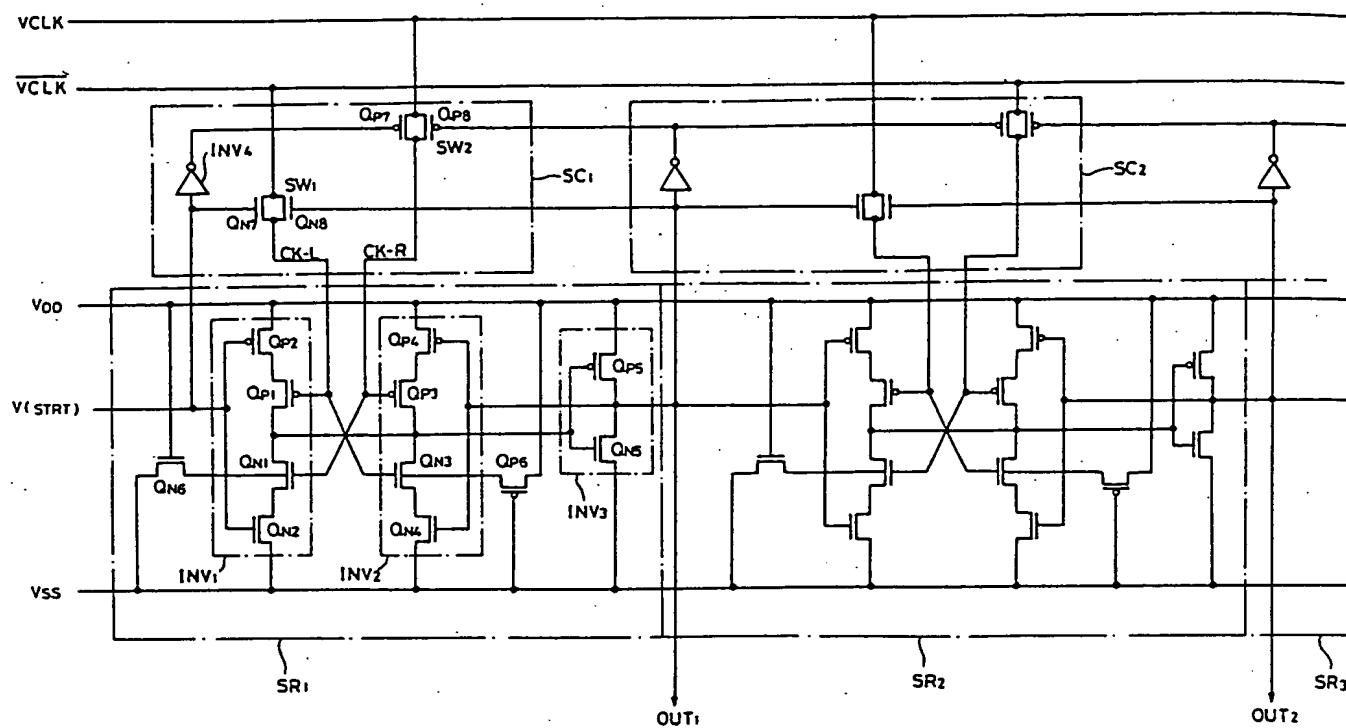 VCLK
VCLK
QP7 QP8
SW2
INV4
SC1
SC2
SW1
QN7 QN8
CK-L CK-R
VDD
QP2 QP4
QP5
QP1 QP3
V(STRT)
QN1 QN3 QN5
QN6 QP6
INV3
QN2 QN4
INV1 INV2
VSS
SR1 SR2 SR3
OUT1 OUT2